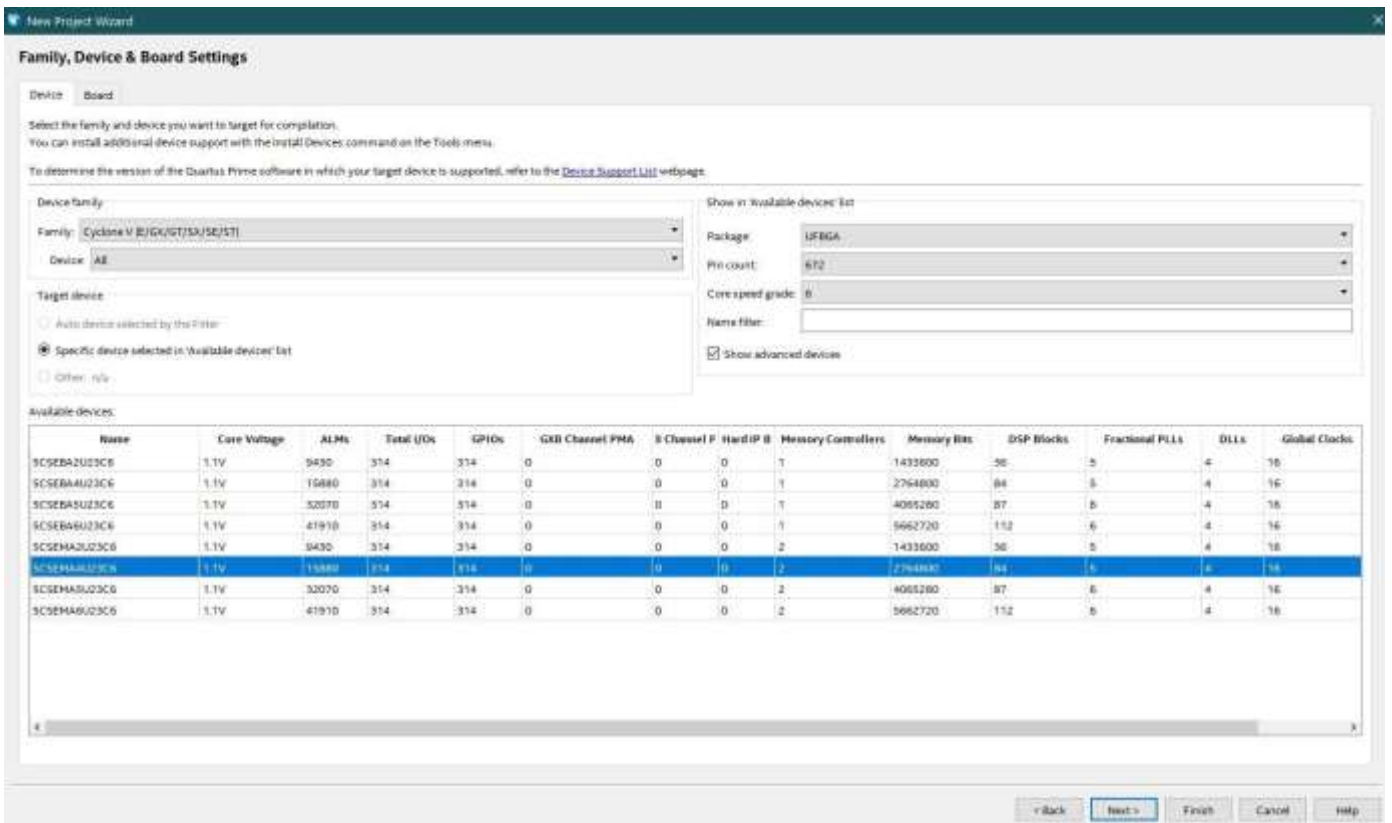 New Project Wizard
Family, Device & Board Settings
Device Board
Select the family and device you want to target for compilation.
You can install additional device support with the Install Devices command on the Tools menu.
To determine the version of the Quartus Prime software in which your target device is supported, refer to the Device Support List webpage.
Device family
Family: Cyclone V (E/GX/GT/SX/SE/ST)
Device: All
Target device
Auto device selected by the Fitter
Specific device selected in 'Available devices' list
Other: n/a
Show in 'Available devices' list
Package: UFBGA
Pin count: 672
Core speed grade: 6
Name filter:
Show advanced devices
Available devices:
Name Core Voltage ALMs Total I/Os GPIOs GXB Channel PMA B Channel P Hard IP B Memory Controllers Memory Bits DSP Blocks Fractional PLLs DLLs Global Clocks
5CSEBA2U23C6 1.1V 9430 314 314 0 0 0 1 1433600 36 5 4 16
5CSEBA4U23C6 1.1V 15880 314 314 0 0 0 1 2764800 84 5 4 16
5CSEBA5U23C6 1.1V 32070 314 314 0 0 0 1 4065280 87 6 4 16
5CSEBA6U23C6 1.1V 41910 314 314 0 0 0 1 5662720 112 6 4 16
5CSEMA2U23C6 1.1V 9430 314 314 0 0 0 2 1433600 36 5 4 16
5CSEMA4U23C6 1.1V 15880 314 314 0 0 0 2 2764800 84 5 4 16
5CSEMA5U23C6 1.1V 32070 314 314 0 0 0 2 4065280 87 6 4 16
5CSEMA6U23C6 1.1V 41910 314 314 0 0 0 2 5662720 112 6 4 16
< Back Next > Finish Cancel Help